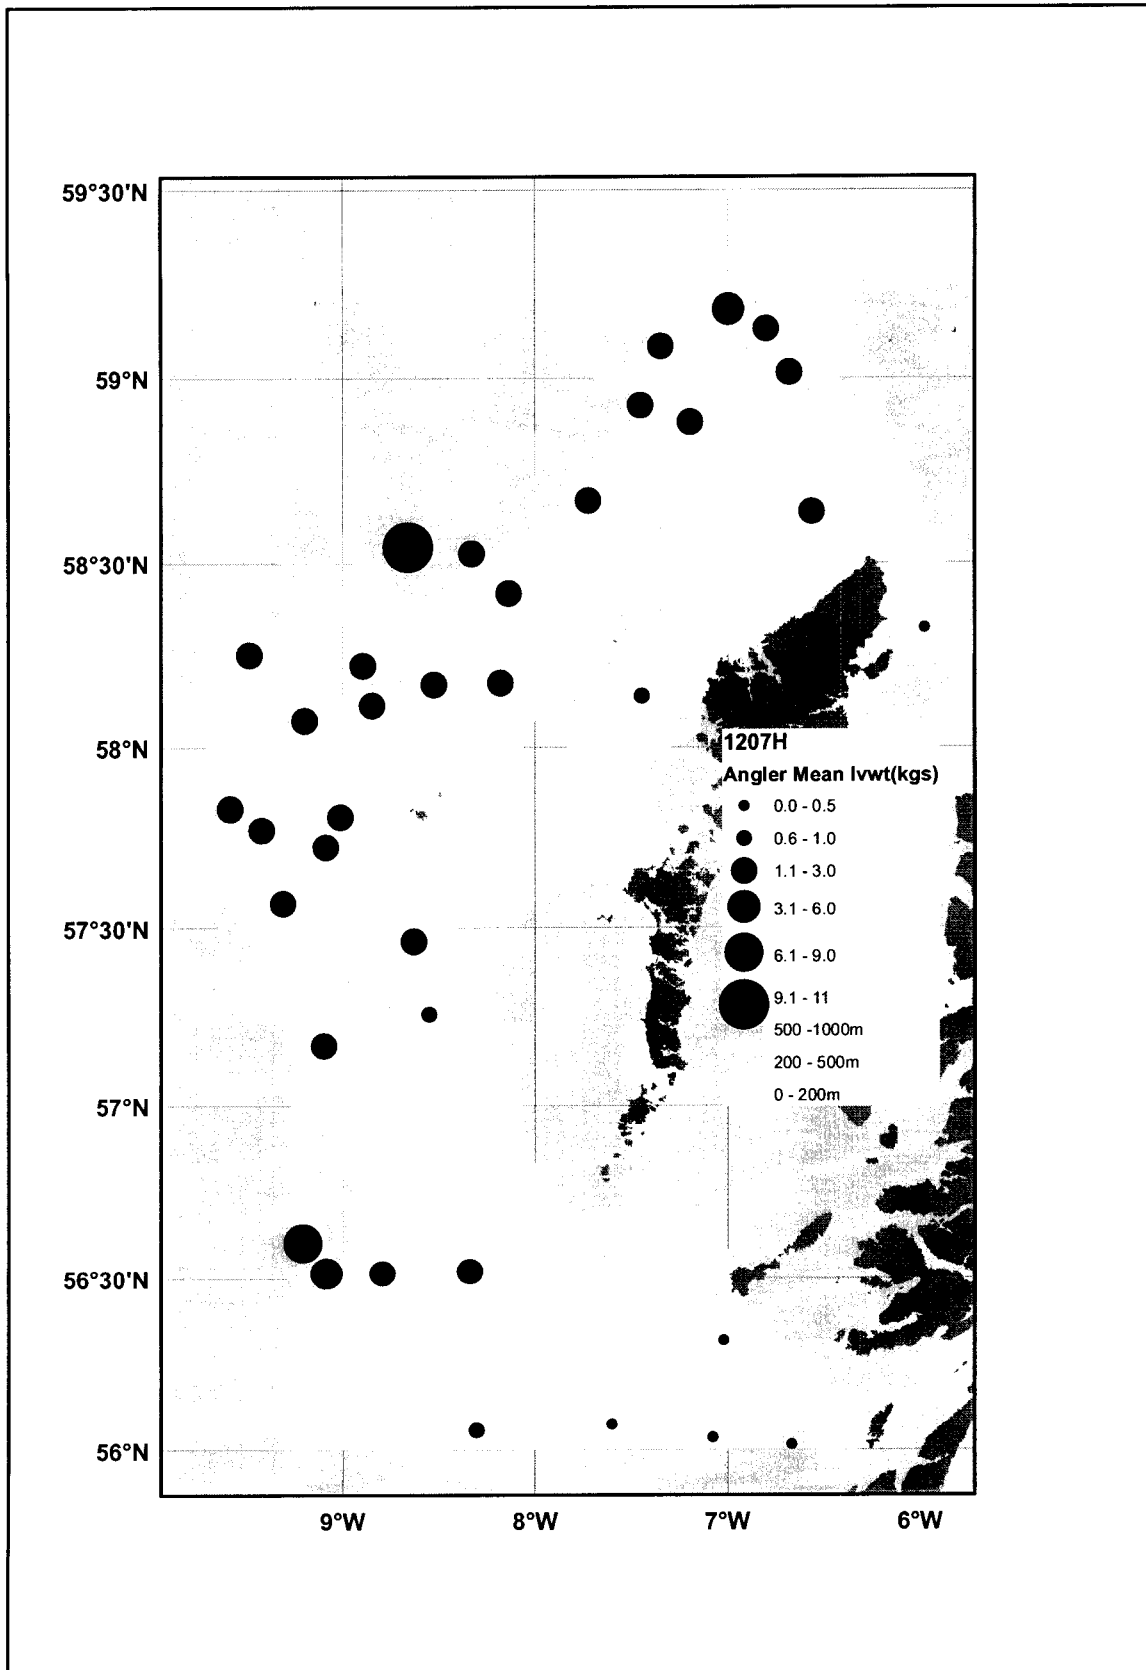 59°30'N
59°N
58°30'N
58°N
57°30'N
57°N
56°30'N
56°N
1207H
Angler Mean lvwt(kgs)
0.0 - 0.5
0.6 - 1.0
1.1 - 3.0
3.1 - 6.0
6.1 - 9.0
9.1 - 11
500 -1000m
200 - 500m
0 - 200m
9°W 8°W 7°W 6°W